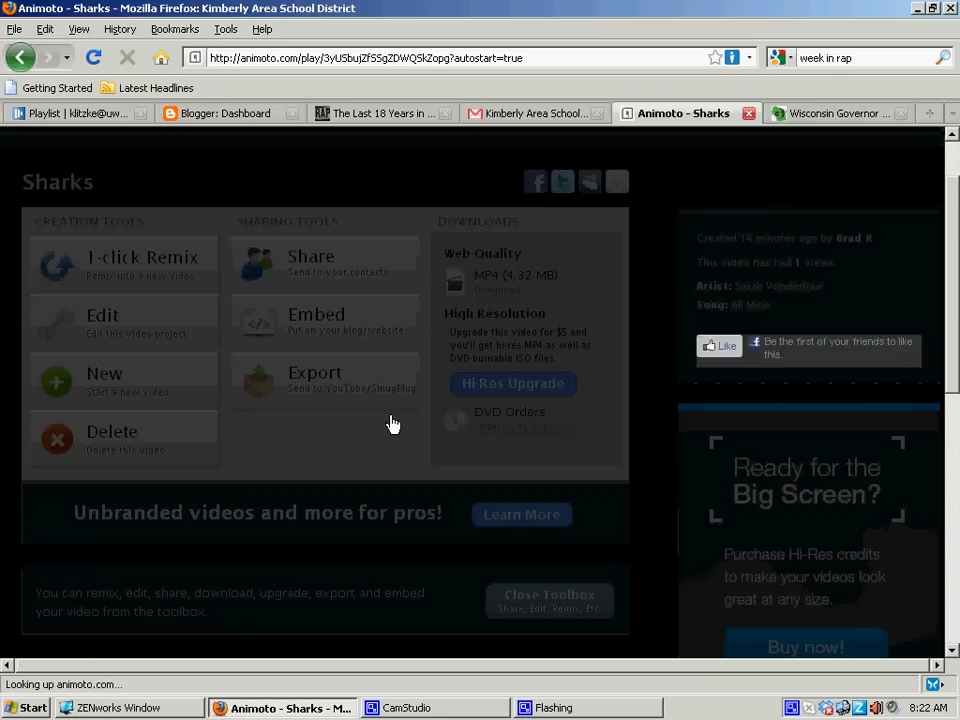 Animoto - Sharks - Mozilla Firefox: Kimberly Area School District
File Edit View History Bookmarks Tools Help
http://animoto.com/play/3yUSbujZfS5gZDWQSkZopg?autostart=true
week in rap
Getting Started Latest Headlines
Playlist | klitzke@uw... Blogger: Dashboard The Last 18 Years in ... Kimberly Area School... Animoto - Sharks Wisconsin Governor ...
Sharks
CREATION TOOLS SHARING TOOLS DOWNLOADS
1-click Remix
Remix into a new video
Edit
Edit this video project
New
Start a new video
Delete
Delete this video
Share
Send to your contacts
Embed
Put on your blog/website
Export
Send to YouTube/SmugMug
Web Quality
MP4 (4.32 MB)
Download
High Resolution
Upgrade this video for $5 and
you'll get hi-res MP4 as well as
DVD-burnable ISO files.
Hi-Res Upgrade
DVD Orders
Created 14 minutes ago by Brad K
This video has had 1 views
Artist: Sarah Vonderhaar
Song: All Mine
Like
Be the first of your friends to like
this.
Unbranded videos and more for pros!
Learn More
You can remix, edit, share, download, upgrade, export and embed
your video from the toolbox.
Close Toolbox
Share, Edit, Remix, Etc
Ready for the
Big Screen?
Purchase Hi-Res credits
to make your videos look
great at any size.
Buy now!
Looking up animoto.com...
Start ZENworks Window Animoto - Sharks - M... CamStudio Flashing 8:22 AM